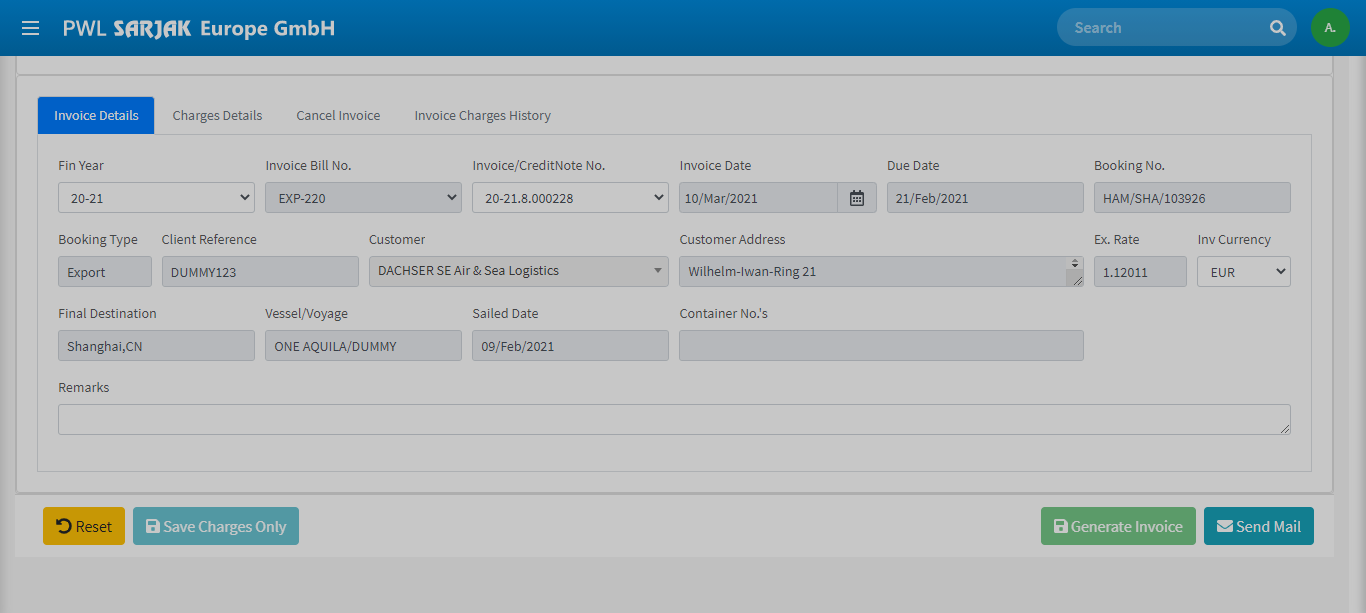 PWL SARJAK Europe GmbH
Search
A.
Invoice Details Charges Details Cancel Invoice Invoice Charges History
Fin Year Invoice Bill No. Invoice/CreditNote No. Invoice Date Due Date Booking No.
20-21 EXP-220 20-21.8.000228 10/Mar/2021 21/Feb/2021 HAM/SHA/103926
Booking Type Client Reference Customer Customer Address Ex. Rate Inv Currency
Export DUMMY123 DACHSER SE Air & Sea Logistics Wilhelm-Iwan-Ring 21 1.12011 EUR
Final Destination Vessel/Voyage Sailed Date Container No.'s
Shanghai,CN ONE AQUILA/DUMMY 09/Feb/2021
Remarks
Reset Save Charges Only Generate Invoice Send Mail